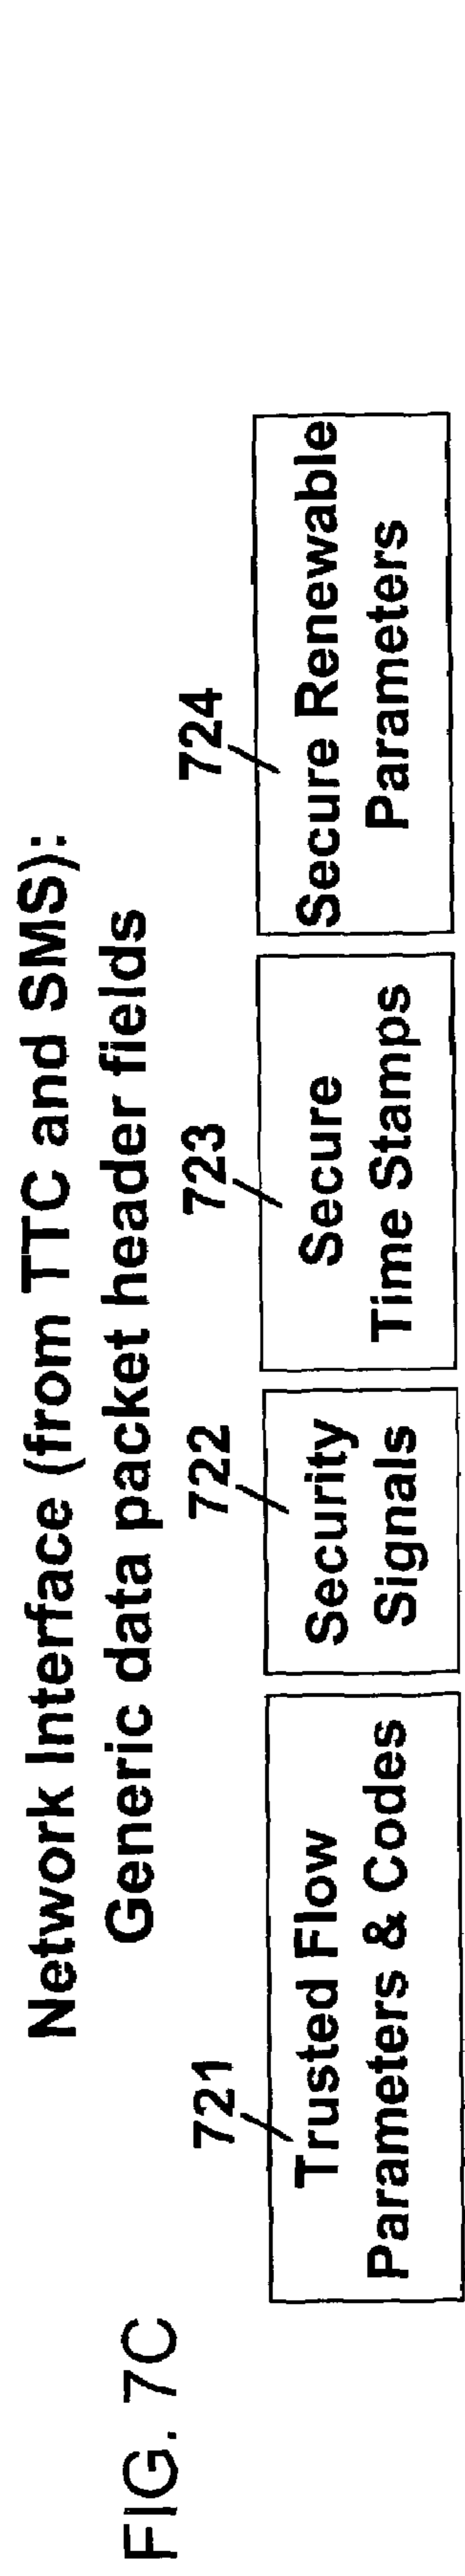 FIG. 7C
Network Interface (from TTC and SMS):
Generic data packet header fields
721
722
723
724
Trusted Flow
Parameters & Codes
Security
Signals
Secure
Time Stamps
Secure Renewable
Parameters